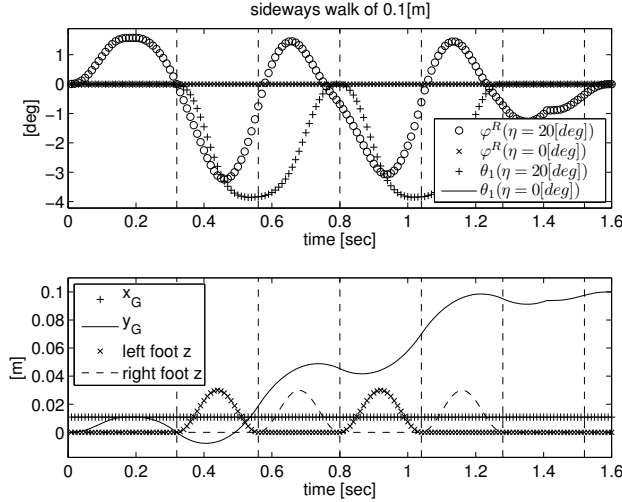 sideways walk of 0.1[m]
1
0
-1
-2
-3
-4
[deg]
φ^R(η = 20[deg])
φ^R(η = 0[deg])
θ_1(η = 20[deg])
θ_1(η = 0[deg])
0 0.2 0.4 0.6 0.8 1 1.2 1.4 1.6
time [sec]
0.1
0.08
0.06
0.04
0.02
0
[m]
x_G
y_G
left foot z
right foot z
0 0.2 0.4 0.6 0.8 1 1.2 1.4 1.6
time [sec]